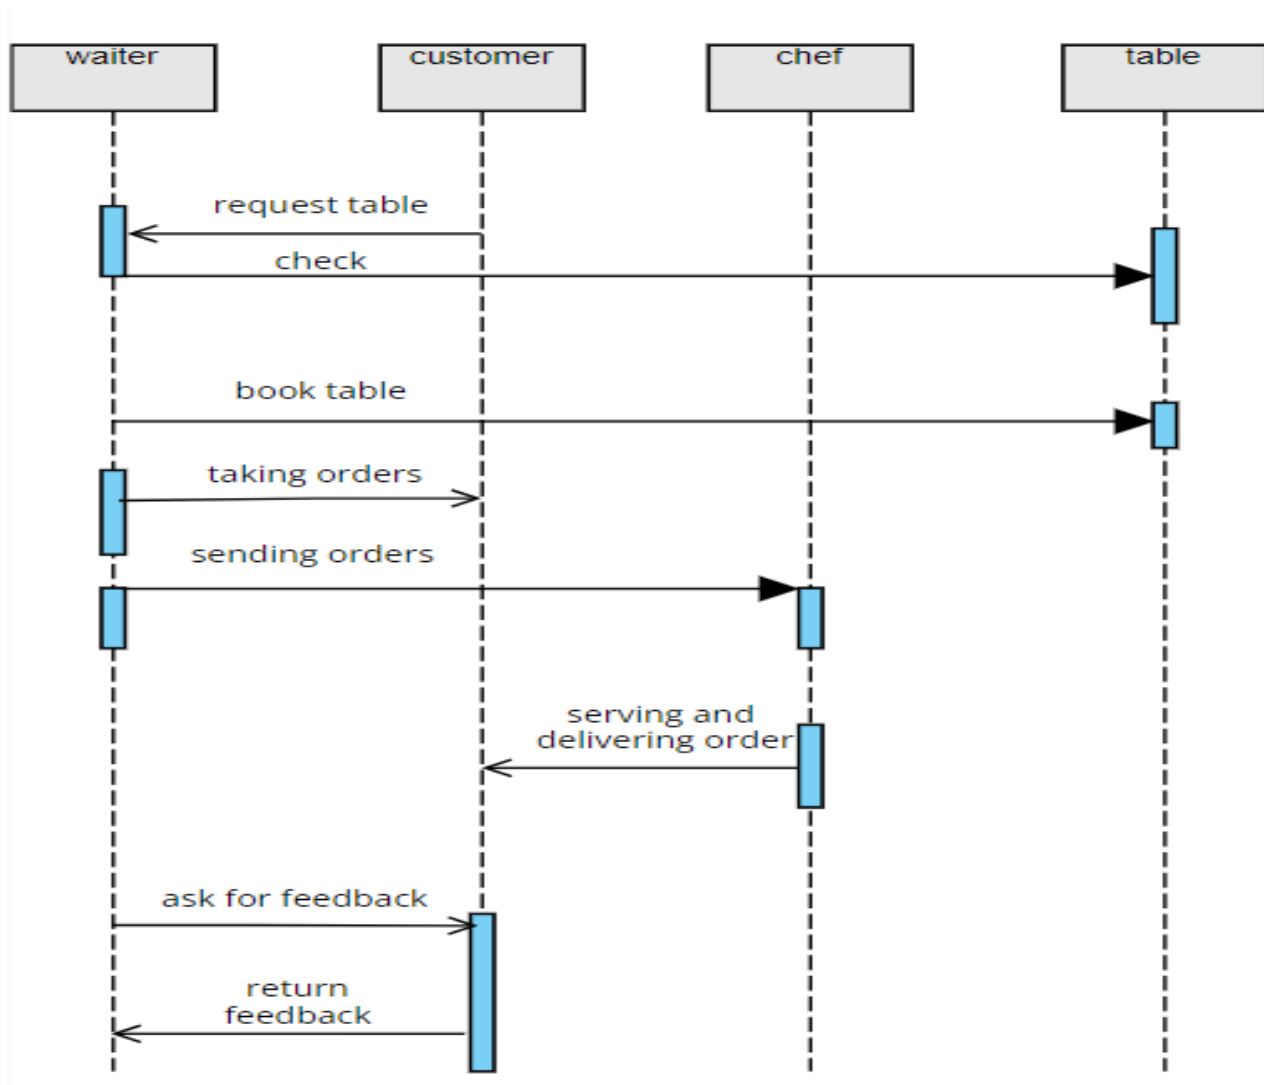 waiter
customer
chef
table
request table
check
book table
taking orders
sending orders
serving and
delivering order
ask for feedback
return
feedback